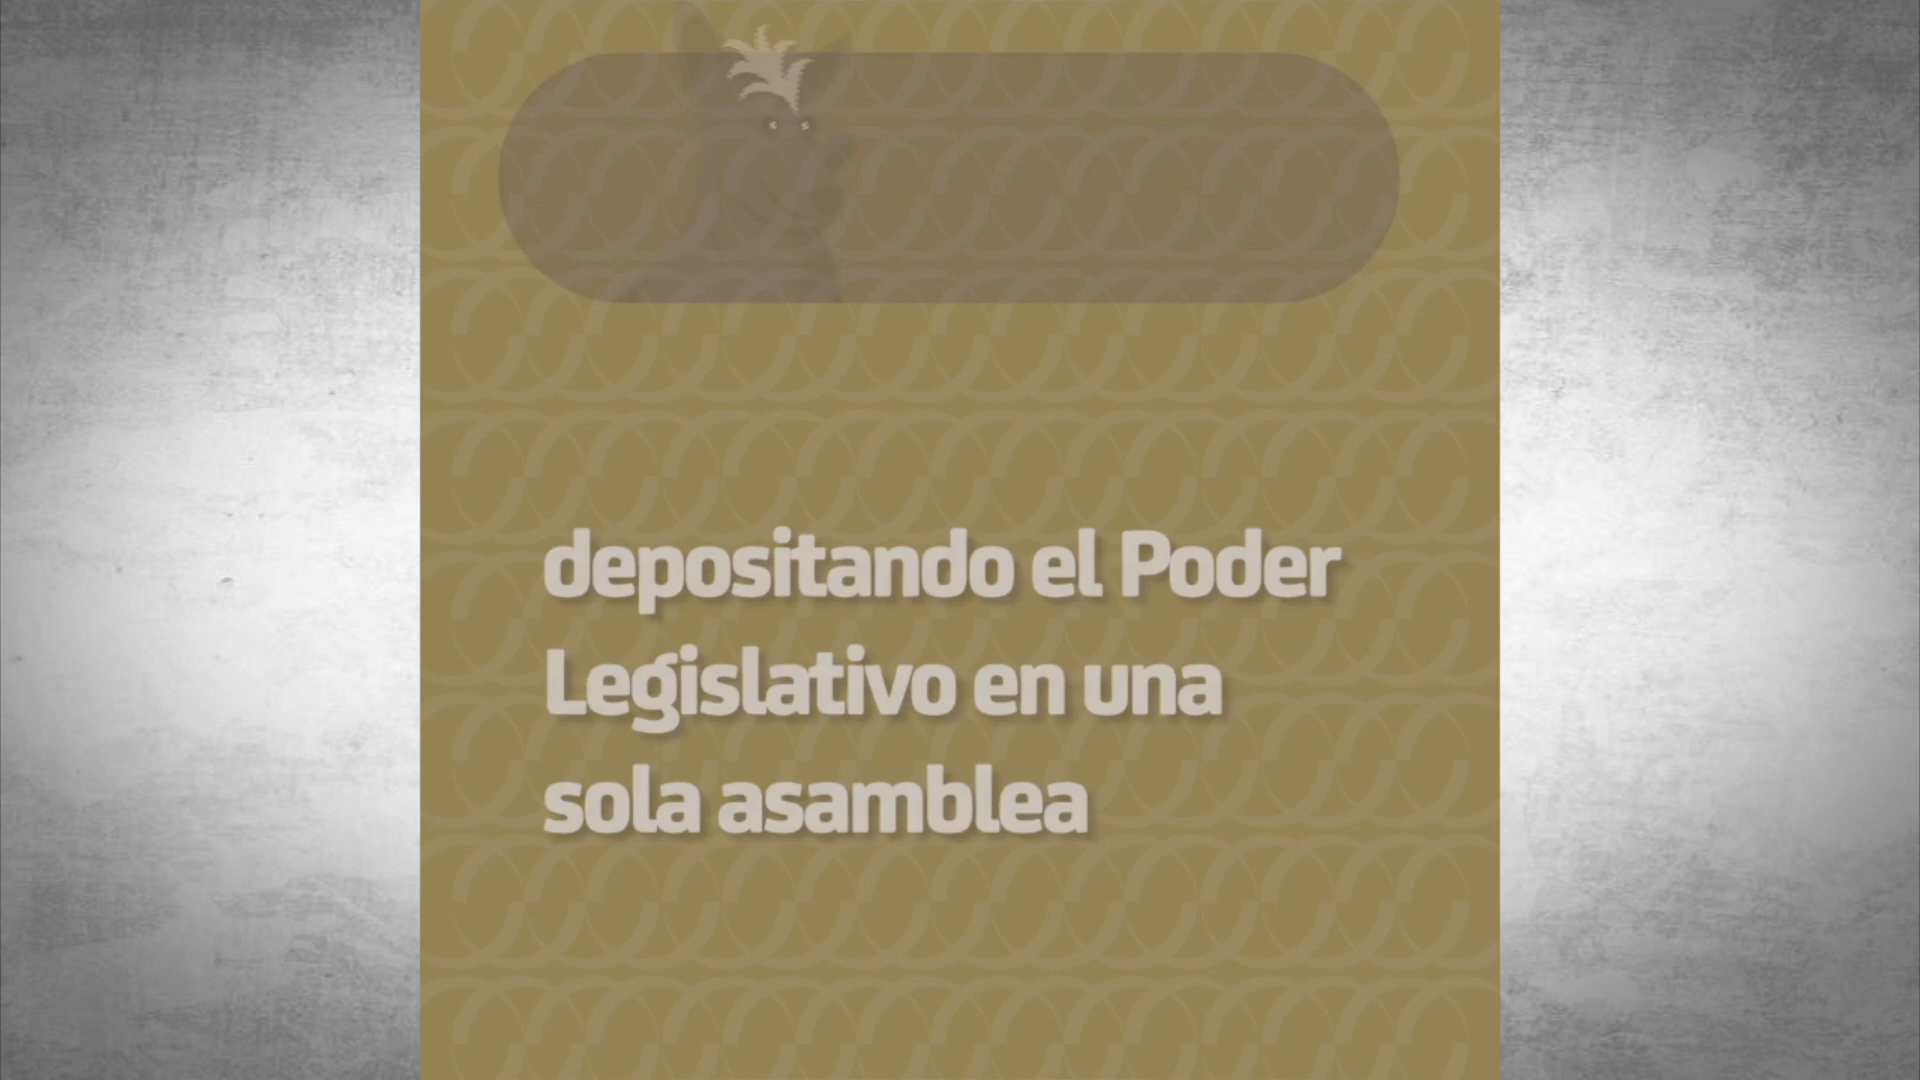 depositando el Poder
Legislativo en una
sola asamblea